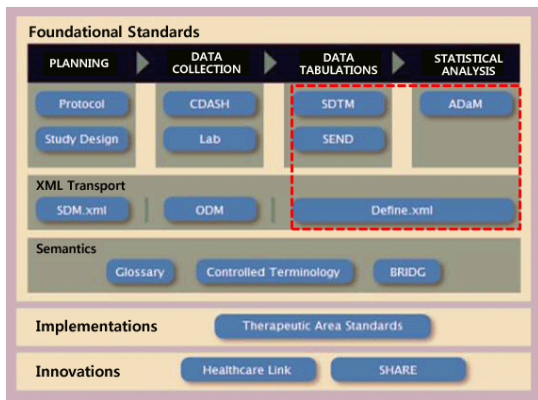 Foundational Standards
PLANNING
DATA
COLLECTION
DATA
TABULATIONS
STATISTICAL
ANALYSIS
Protocol
CDASH
SDTM
ADaM
Study Design
Lab
SEND
XML Transport
SDM.xml
ODM
Define.xml
Semantics
Glossary
Controlled Terminology
BRIDG
Implementations
Therapeutic Area Standards
Innovations
Healthcare Link
SHARE